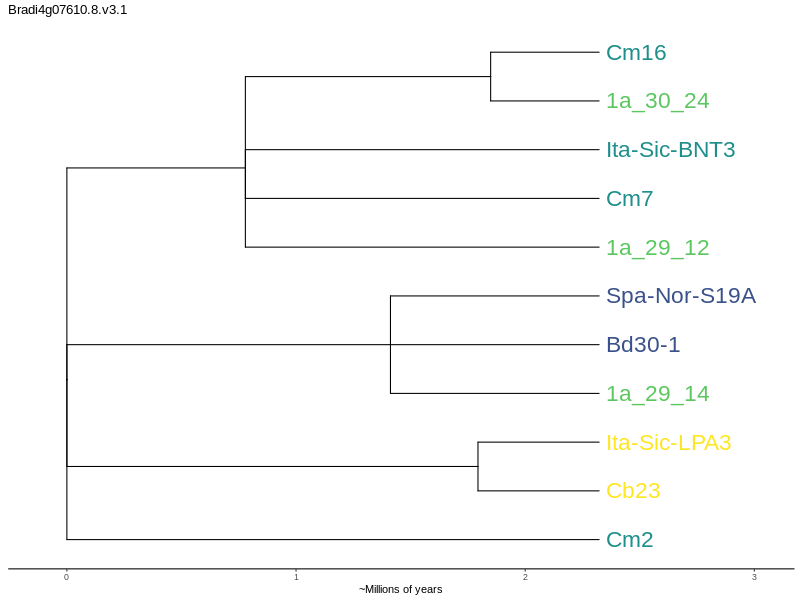 Bradi4g07610.8.v3.1
Cm16
1a_30_24
Ita-Sic-BNT3
Cm7
1a_29_12
Spa-Nor-S19A
Bd30-1
1a_29_14
Ita-Sic-LPA3
Cb23
Cm2
0 1 2 3
~Millions of years